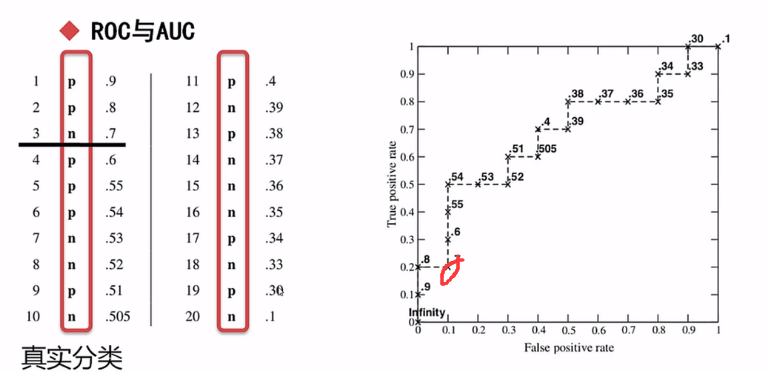 ROC与AUC
1 p .9
2 p .8
3 n .7
4 p .6
5 p .55
6 p .54
7 n .53
8 n .52
9 p .51
10 n .505
11 p .4
12 n .39
13 p .38
14 n .37
15 n .36
16 n .35
17 p .34
18 n .33
19 p .30
20 n .1
真实分类
True positive rate
1
0.9
0.8
0.7
0.6
0.5
0.4
0.3
0.2
0.1
0
.30 .1
.34 .33
.38 .37 .36 .35
.4 .39
.51 .505
.54 .53 .52
.55
.6
.8
.9
Infinity
0 0.1 0.2 0.3 0.4 0.5 0.6 0.7 0.8 0.9 1
False positive rate